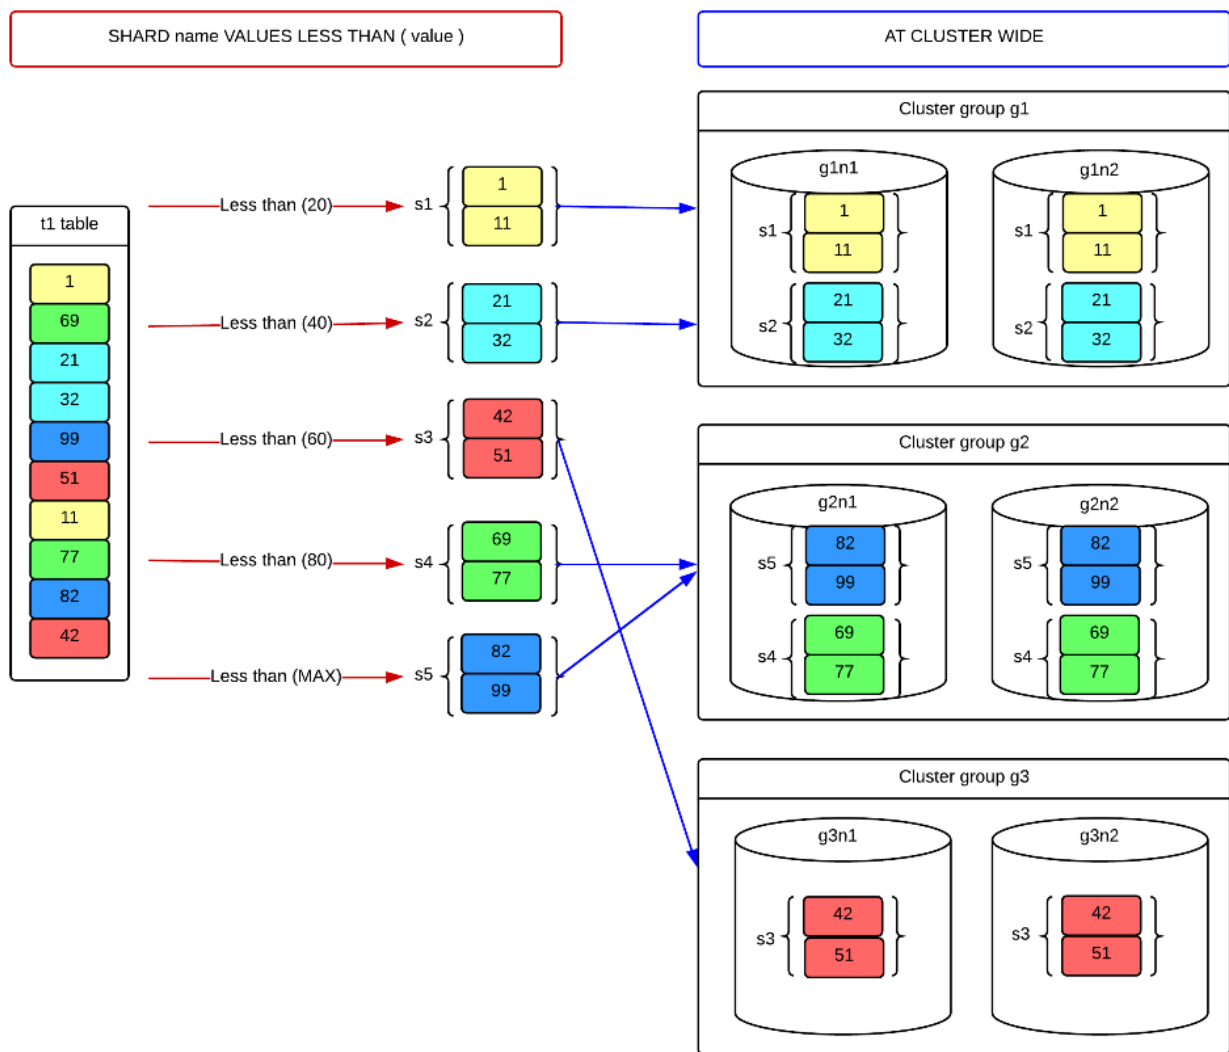 SHARD name VALUES LESS THAN ( value )
AT CLUSTER WIDE
t1 table
1
69
21
32
99
51
11
77
82
42
Less than (20)
s1
1
11
Less than (40)
s2
21
32
Less than (60)
s3
42
51
Less than (80)
s4
69
77
Less than (MAX)
s5
82
99
Cluster group g1
g1n1
s1
1
11
s2
21
32
g1n2
s1
1
11
s2
21
32
Cluster group g2
g2n1
s5
82
99
s4
69
77
g2n2
s5
82
99
s4
69
77
Cluster group g3
g3n1
s3
42
51
g3n2
s3
42
51